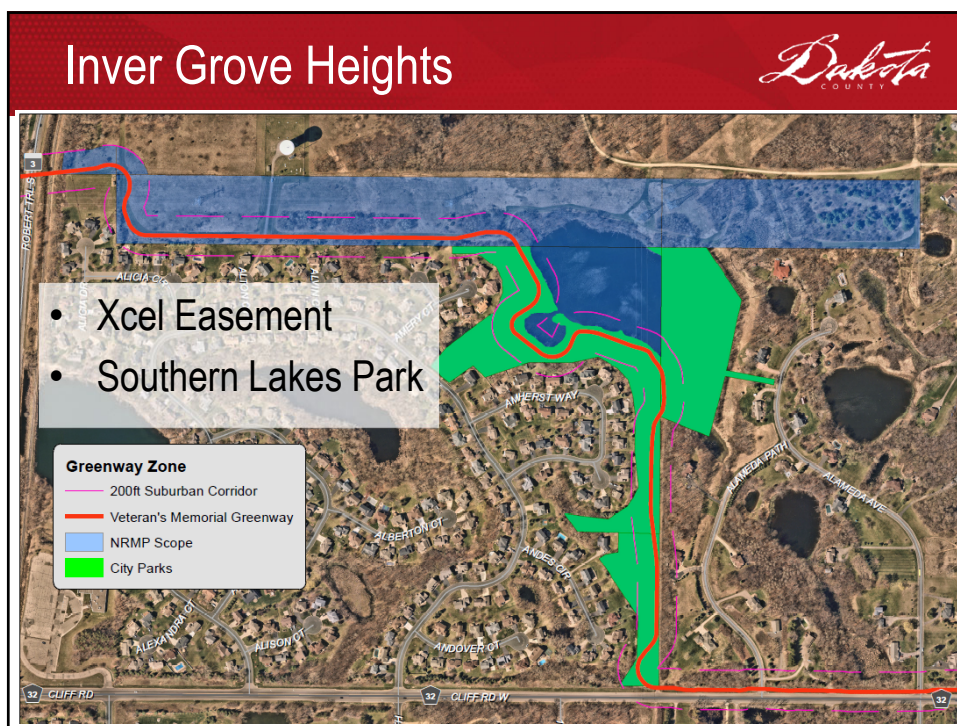 Inver Grove Heights
Dakota
COUNTY
3
ROBERT TRL S
ALICIA CIR
AMERY CT
• Xcel Easement
• Southern Lakes Park
AMHERST WAY
ALAMEDA PATH
ALAMEDA AVE
Greenway Zone
200ft Suburban Corridor
Veteran's Memorial Greenway
NRMP Scope
City Parks
ALBERTON CT
ANDES CIR
ALEXANDRA CT
ALISON CT
ANDOVER CT
32 CLIFF RD
32 CLIFF RD W
32